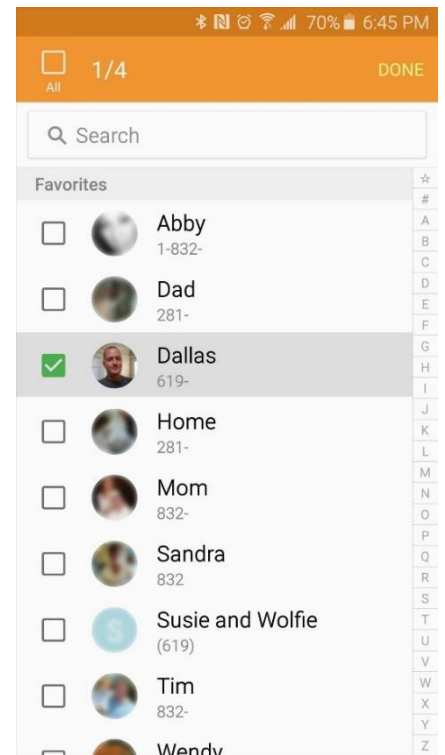 70% 6:45 PM
All
1/4
DONE
Search
Favorites
Abby
1-832-
Dad
281-
Dallas
619-
Home
281-
Mom
832-
Sandra
832
S
Susie and Wolfie
(619)
Tim
832-
Wendy
☆
#
A
B
C
D
E
F
G
H
I
J
K
L
M
N
O
P
Q
R
S
T
U
V
W
X
Y
Z